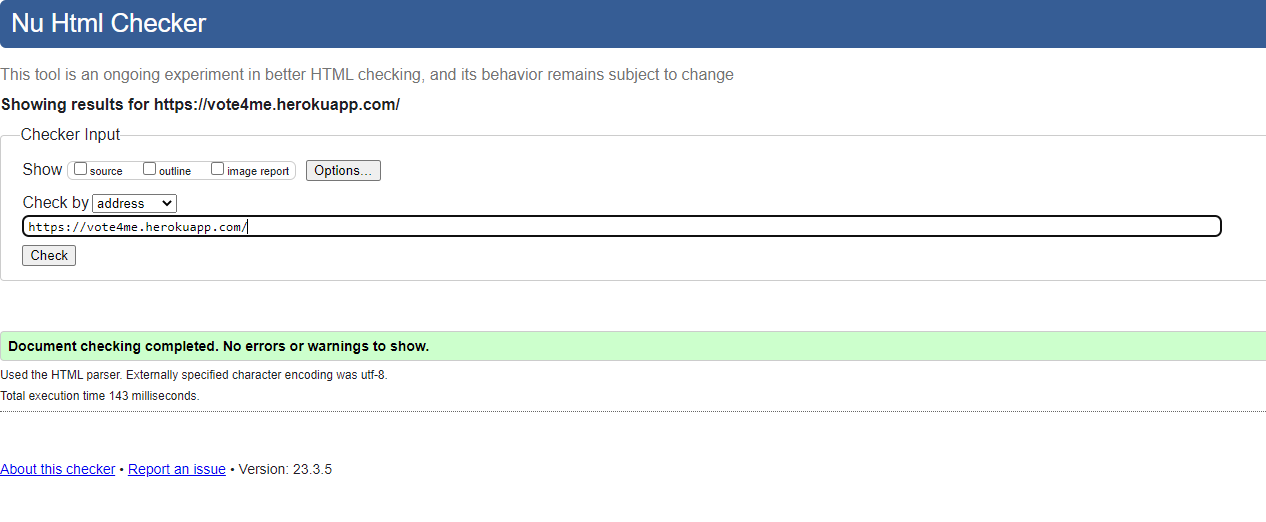 Nu Html Checker
This tool is an ongoing experiment in better HTML checking, and its behavior remains subject to change
Showing results for https://vote4me.herokuapp.com/
Checker Input
Show source outline image report Options...
Check by address
https://vote4me.herokuapp.com/
Check
Document checking completed. No errors or warnings to show.
Used the HTML parser. Externally specified character encoding was utf-8.
Total execution time 143 milliseconds.
About this checker • Report an issue • Version: 23.3.5